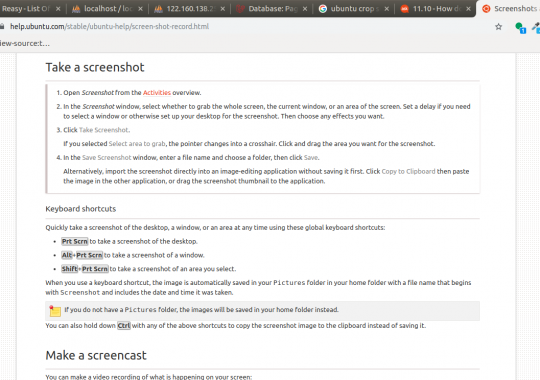 Reasy - List Of
localhost / loc
122.160.138.2
Database: Pag
ubuntu crop
11.10 - How d
Screenshots
help.ubuntu.com/stable/ubuntu-help/screen-shot-record.html
iew-source:t...
Take a screenshot
1. Open Screenshot from the Activities overview.
2. In the Screenshot window, select whether to grab the whole screen, the current window, or an area of the screen. Set a delay if you need
to select a window or otherwise set up your desktop for the screenshot. Then choose any effects you want.
3. Click Take Screenshot.
If you selected Select area to grab, the pointer changes into a crosshair. Click and drag the area you want for the screenshot.
4. In the Save Screenshot window, enter a file name and choose a folder, then click Save.
Alternatively, import the screenshot directly into an image-editing application without saving it first. Click Copy to Clipboard then paste
the image in the other application, or drag the screenshot thumbnail to the application.
Keyboard shortcuts
Quickly take a screenshot of the desktop, a window, or an area at any time using these global keyboard shortcuts:
• Prt Scrn to take a screenshot of the desktop.
• Alt+Prt Scrn to take a screenshot of a window.
• Shift+Prt Scrn to take a screenshot of an area you select.
When you use a keyboard shortcut, the image is automatically saved in your Pictures folder in your home folder with a file name that begins
with Screenshot and includes the date and time it was taken.
If you do not have a Pictures folder, the images will be saved in your home folder instead.
You can also hold down Ctrl with any of the above shortcuts to copy the screenshot image to the clipboard instead of saving it.
Make a screencast
You can make a video recording of what is happening on your screen: